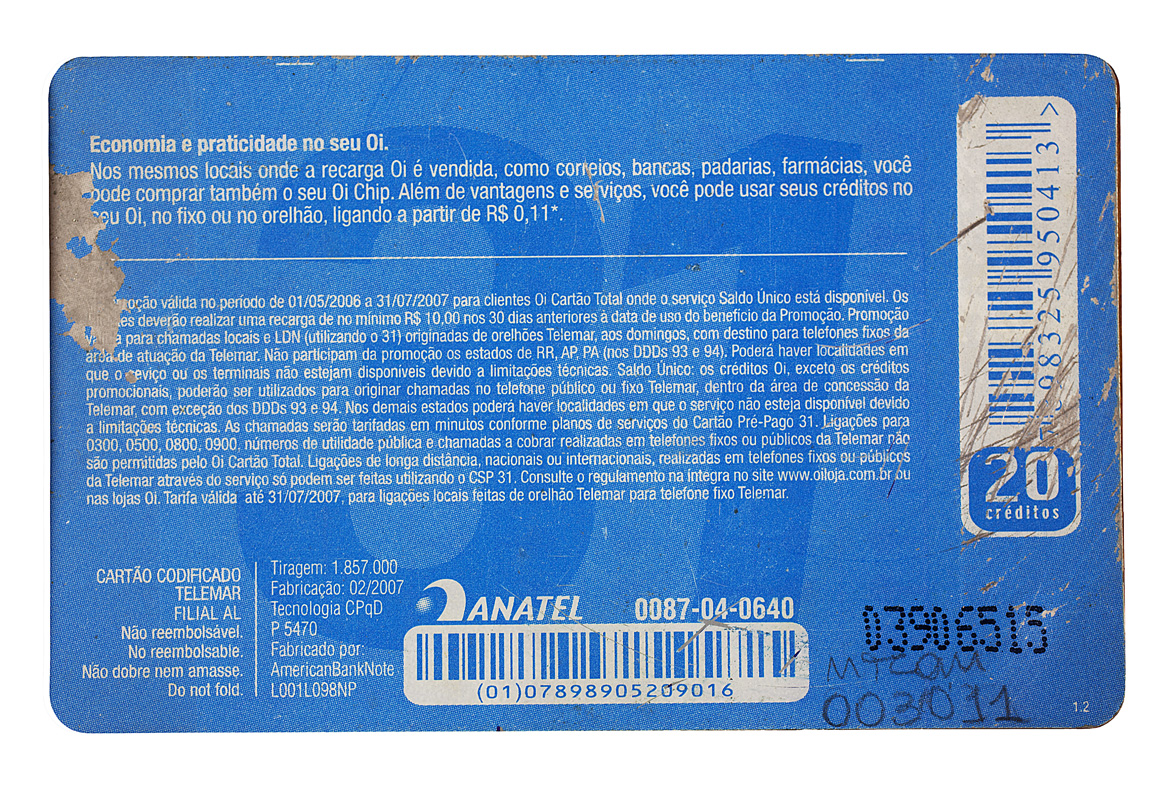 Economia e praticidade no seu Oi.
Nos mesmos locais onde a recarga Oi é vendida, como correios, bancas, padarias, farmácias, você
pode comprar também o seu Oi Chip. Além de vantagens e serviços, você pode usar seus créditos no
seu Oi, no fixo ou no orelhão, ligando a partir de R$ 0,11*.
válida no período de 01/05/2006 a 31/07/2007 para clientes Oi Cartão Total onde o serviço Saldo Único está disponível. Os
deverão realizar uma recarga de no mínimo R$ 10,00 nos 30 dias anteriores à data de uso do benefício da Promoção. Promoção
para chamadas locais e LDN (utilizando o 31) originadas de orelhões Telemar, aos domingos, com destino para telefones fixos da
área de atuação da Telemar. Não participam da promoção os estados de RR, AP, PA (nos DDDs 93 e 94). Poderá haver localidades em
que o serviço ou os terminais não estejam disponíveis devido a limitações técnicas. Saldo Único: os créditos Oi, exceto os créditos
promocionais, poderão ser utilizados para originar chamadas no telefone público ou fixo Telemar, dentro da área de concessão da
Telemar, com exceção dos DDDs 93 e 94. Nos demais estados poderá haver localidades em que o serviço não esteja disponível devido
a limitações técnicas. As chamadas serão tarifadas em minutos conforme planos de serviços do Cartão Pré-Pago 31. Ligações para
0300, 0500, 0800, 0900, números de utilidade pública e chamadas a cobrar realizadas em telefones fixos ou públicos da Telemar não
são permitidas pelo Oi Cartão Total. Ligações de longa distância, nacionais ou internacionais, realizadas em telefones fixos ou públicos
da Telemar através do serviço só podem ser feitas utilizando o CSP 31. Consulte o regulamento na íntegra no site www.oiloja.com.br ou
nas lojas Oi. Tarifa válida até 31/07/2007, para ligações locais feitas de orelhão Telemar para telefone fixo Telemar.
98325950413 >
20
créditos
CARTÃO CODIFICADO
TELEMAR
FILIAL AL
Não reembolsável.
No reembolsable.
Não dobre nem amasse.
Do not fold.
Tiragem: 1.857.000
Fabricação: 02/2007
Tecnologia CPqD
P 5470
Fabricado por:
AmericanBankNote
L001L098NP
ANATEL 0087-04-0640
(01)07898905209016
03906513
003011
1.2
31